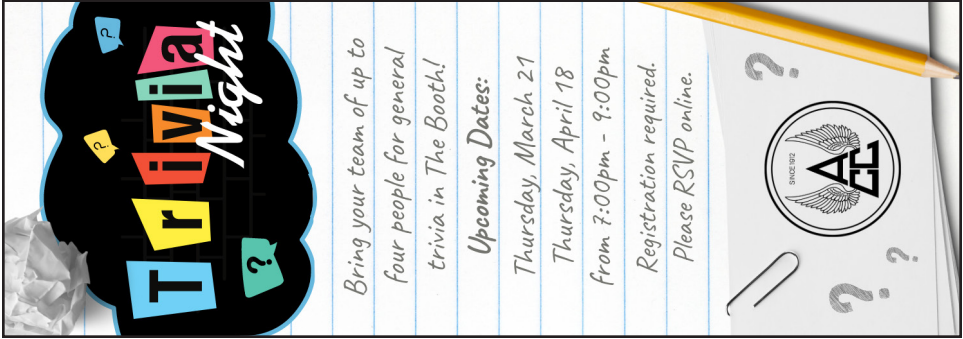 Trivia
Night
?
?
?
Bring your team of up to
four people for general
trivia in The Booth!
Upcoming Dates:
Thursday, March 21
Thursday, April 18
from 7:00pm - 9:00pm
Registration required.
Please RSVP online.
?
SINCE 1912
ACC
?
?